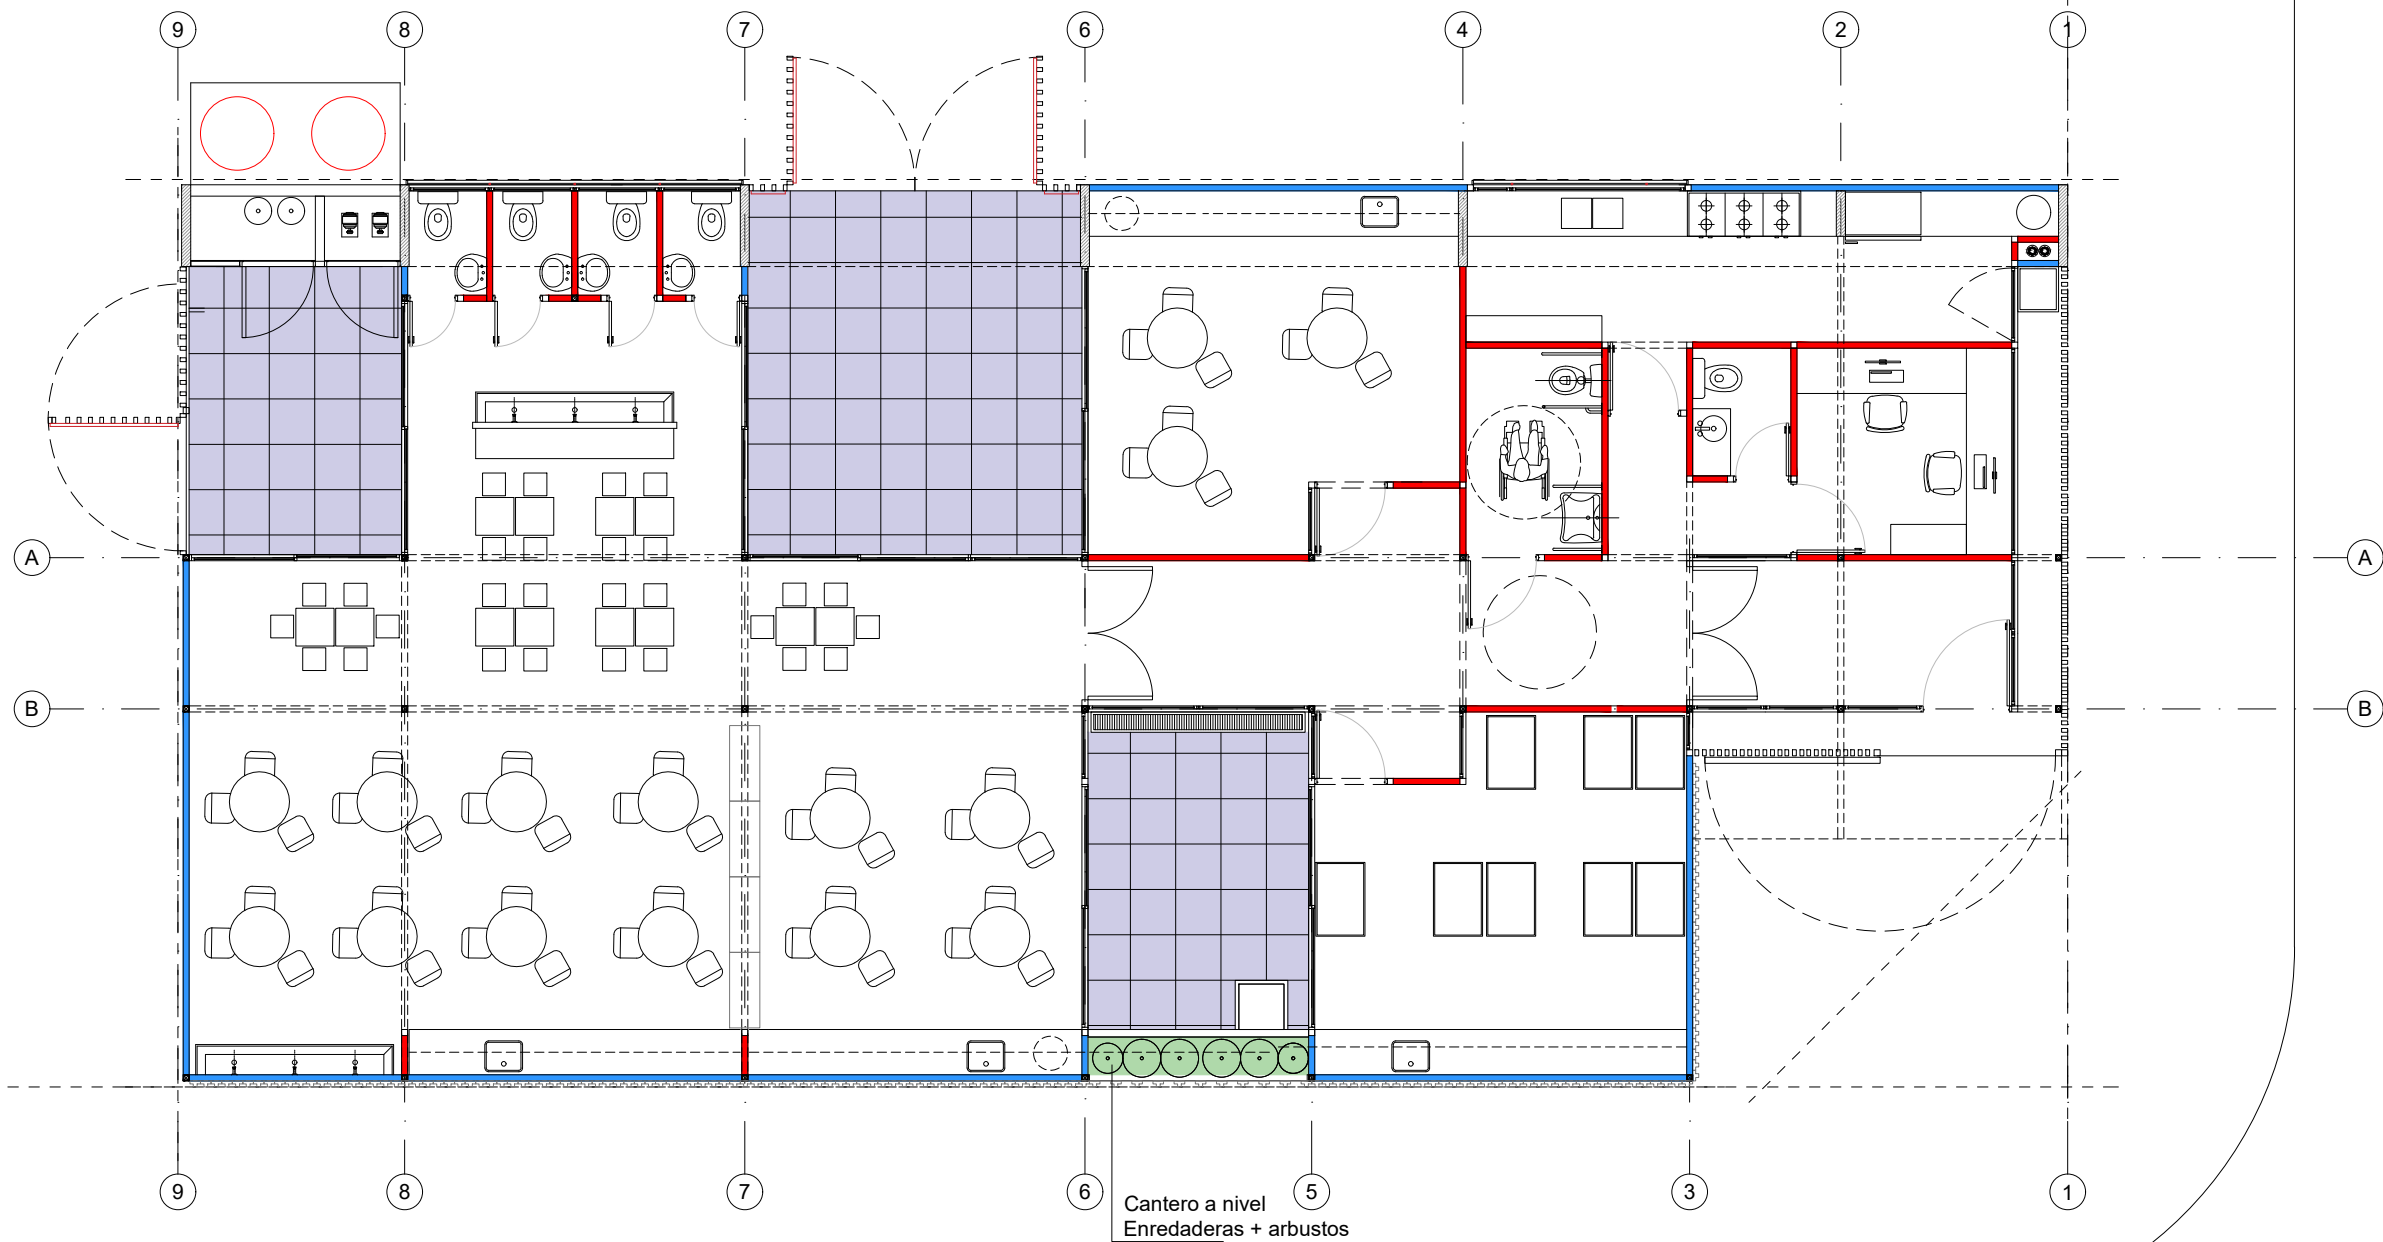 9 8 7 6 4 2 1
A A
B B
9 8 7 6 5 3 1
Cantero a nivel
Enredaderas + arbustos